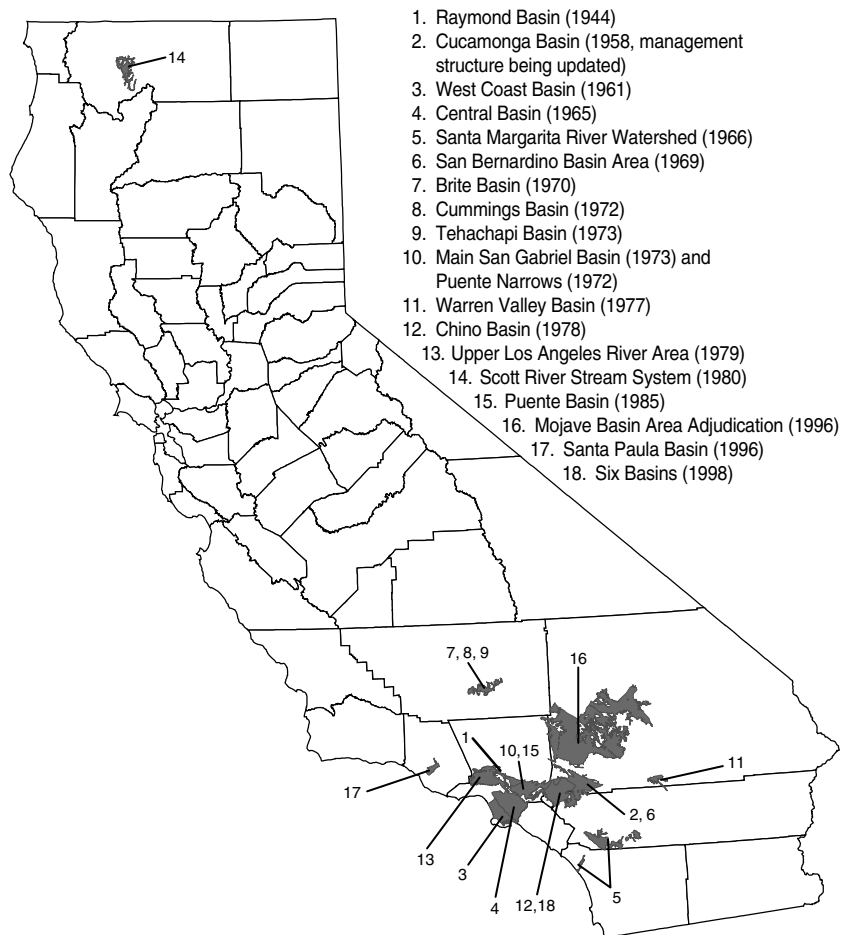 1. Raymond Basin (1944)
2. Cucamonga Basin (1958, management
structure being updated)
3. West Coast Basin (1961)
4. Central Basin (1965)
5. Santa Margarita River Watershed (1966)
6. San Bernardino Basin Area (1969)
7. Brite Basin (1970)
8. Cummings Basin (1972)
9. Tehachapi Basin (1973)
10. Main San Gabriel Basin (1973) and
Puente Narrows (1972)
11. Warren Valley Basin (1977)
12. Chino Basin (1978)
13. Upper Los Angeles River Area (1979)
14. Scott River Stream System (1980)
15. Puente Basin (1985)
16. Mojave Basin Area Adjudication (1996)
17. Santa Paula Basin (1996)
18. Six Basins (1998)
14
7, 8, 9
16
1
10, 15
11
17
2, 6
13
3
4
12,18
5